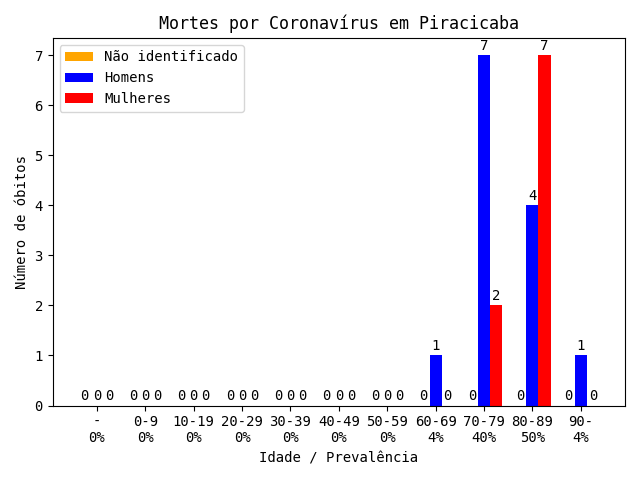 Mortes por Coronavírus em Piracicaba
Não identificado
Homens
Mulheres
Número de óbitos
7
6
5
4
3
2
1
0
7 7
4
2
1 1
0 0 0 0 0 0 0 0 0 0 0 0 0 0 0 0 0 0 0 0 0 0 0 0 0 0 0 0 0
- 0-9 10-19 20-29 30-39 40-49 50-59 60-69 70-79 80-89 90-
0% 0% 0% 0% 0% 0% 0% 4% 40% 50% 4%
Idade / Prevalência